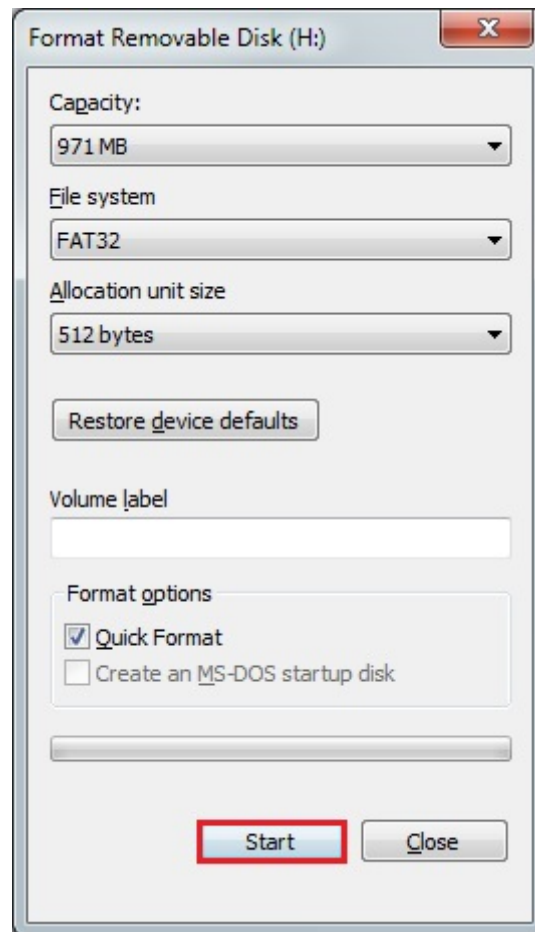 Format Removable Disk (H:)
Capacity:
971 MB
File system
FAT32
Allocation unit size
512 bytes
Restore device defaults
Volume label
Format options
Quick Format
Create an MS-DOS startup disk
Start
Close